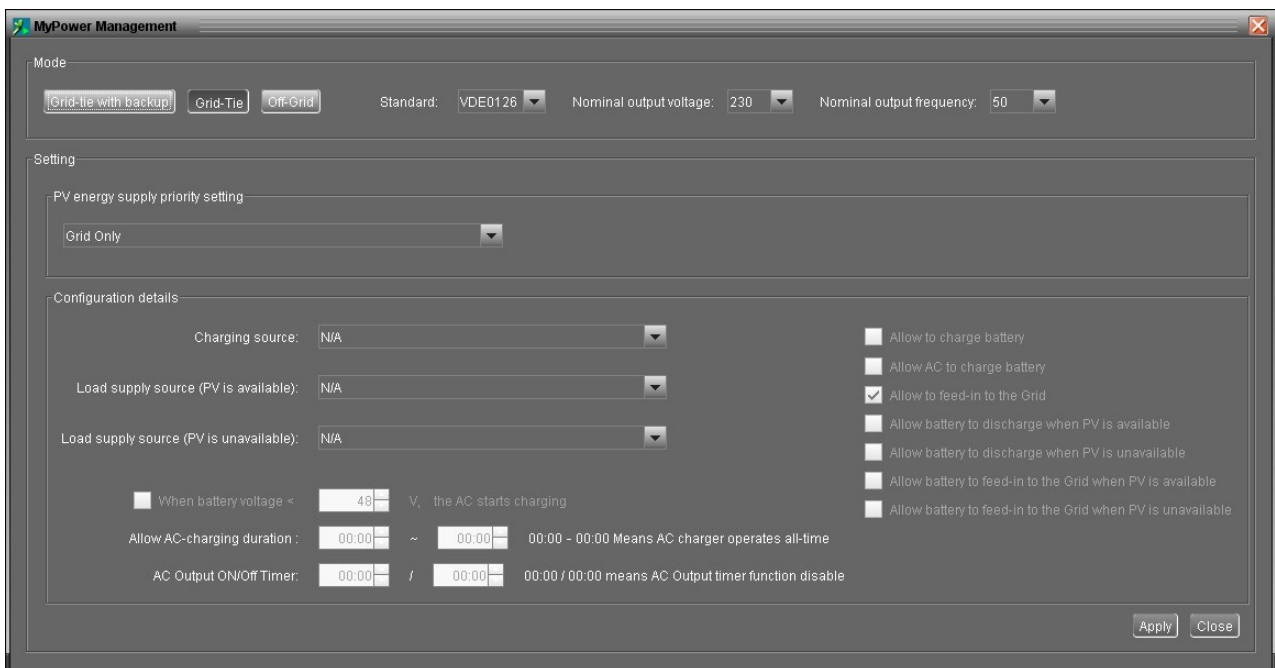 MyPower Management
Mode
Grid-tie with backup Grid-Tie Off-Grid Standard: VDE0126 Nominal output voltage: 230 Nominal output frequency: 50
Setting
PV energy supply priority setting
Grid Only
Configuration details
Charging source: N/A
Load supply source (PV is available): N/A
Load supply source (PV is unavailable): N/A
When battery voltage < 48 V, the AC starts charging
Allow AC-charging duration : 00:00 ~ 00:00 00:00 - 00:00 Means AC charger operates all-time
AC Output ON/Off Timer: 00:00 / 00:00 00:00 / 00:00 means AC Output timer function disable
Allow to charge battery
Allow AC to charge battery
Allow to feed-in to the Grid
Allow battery to discharge when PV is available
Allow battery to discharge when PV is unavailable
Allow battery to feed-in to the Grid when PV is available
Allow battery to feed-in to the Grid when PV is unavailable
Apply Close